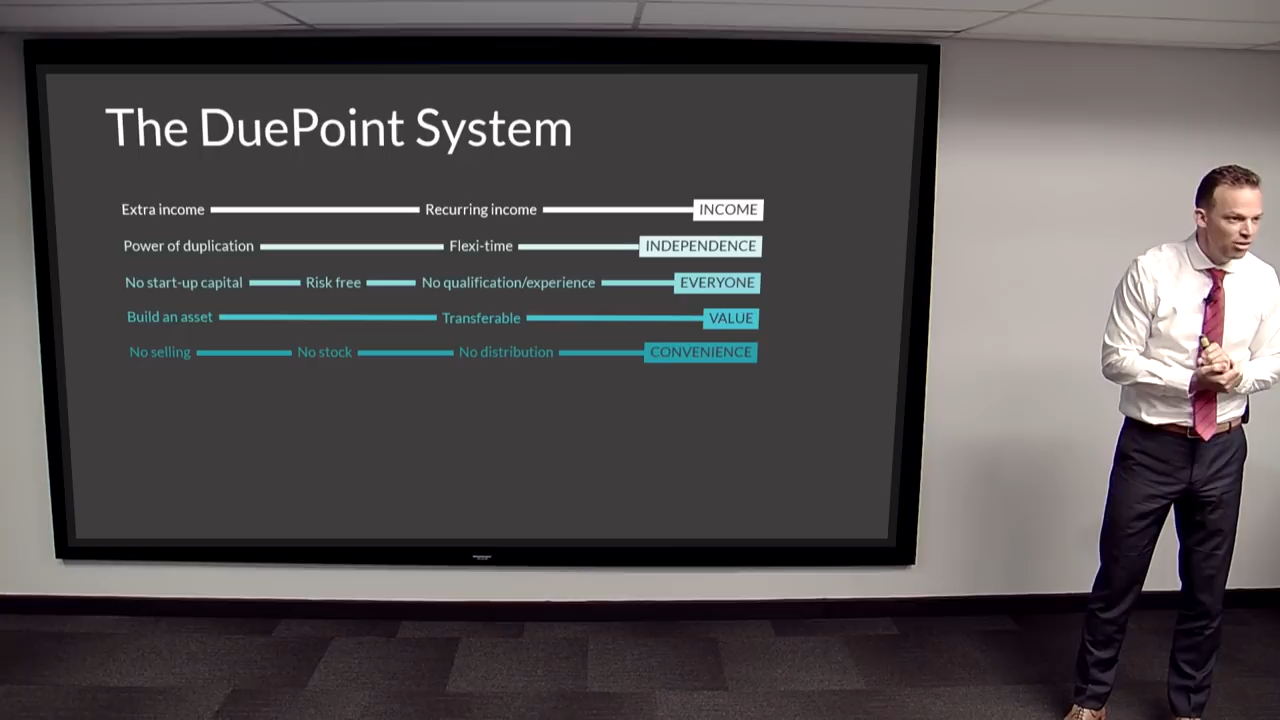 The DuePoint System
Extra income Recurring income INCOME
Power of duplication Flexi-time INDEPENDENCE
No start-up capital Risk free No qualification/experience EVERYONE
Build an asset Transferable VALUE
No selling No stock No distribution CONVENIENCE